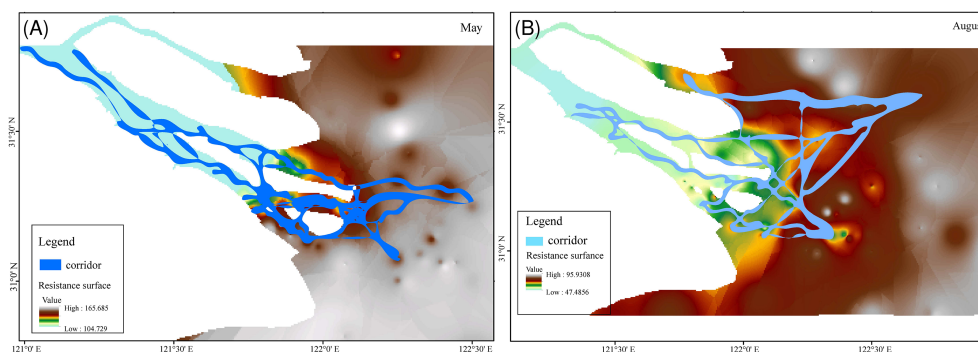 (A)
May
31°30' N
31°0' N
Legend
corridor
Resistance surface
Value
High : 165.685
Low : 104.729
121°0' E
121°30' E
122°0' E
122°30' E
(B)
August
31°30' N
31°0' N
Legend
corridor
Resistance surfance
Value
High : 95.9308
Low : 47.4856
121°30' E
122°0' E
122°30' E